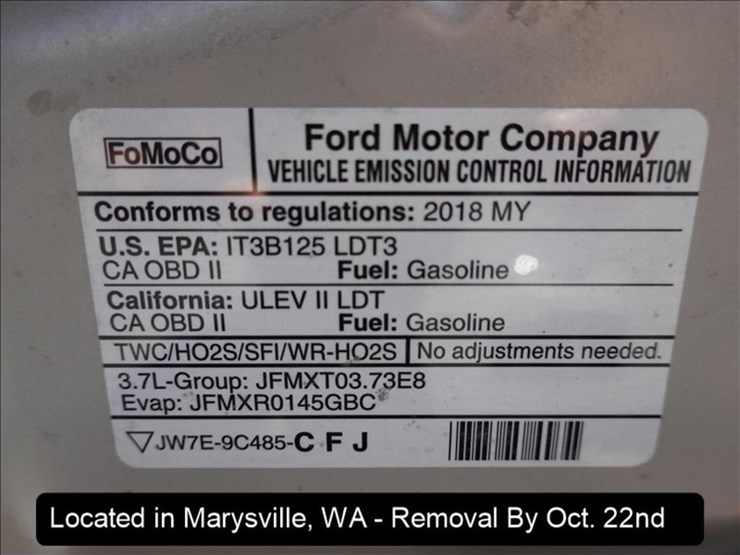 FoMoCo
Ford Motor Company
VEHICLE EMISSION CONTROL INFORMATION
Conforms to regulations: 2018 MY
U.S. EPA: IT3B125 LDT3
CA OBD II Fuel: Gasoline
California: ULEV II LDT
CA OBD II Fuel: Gasoline
TWC/HO2S/SFI/WR-HO2S No adjustments needed.
3.7L-Group: JFMXT03.73E8
Evap: JFMXR0145GBC
JW7E-9C485-C F J
Located in Marysville, WA - Removal By Oct. 22nd